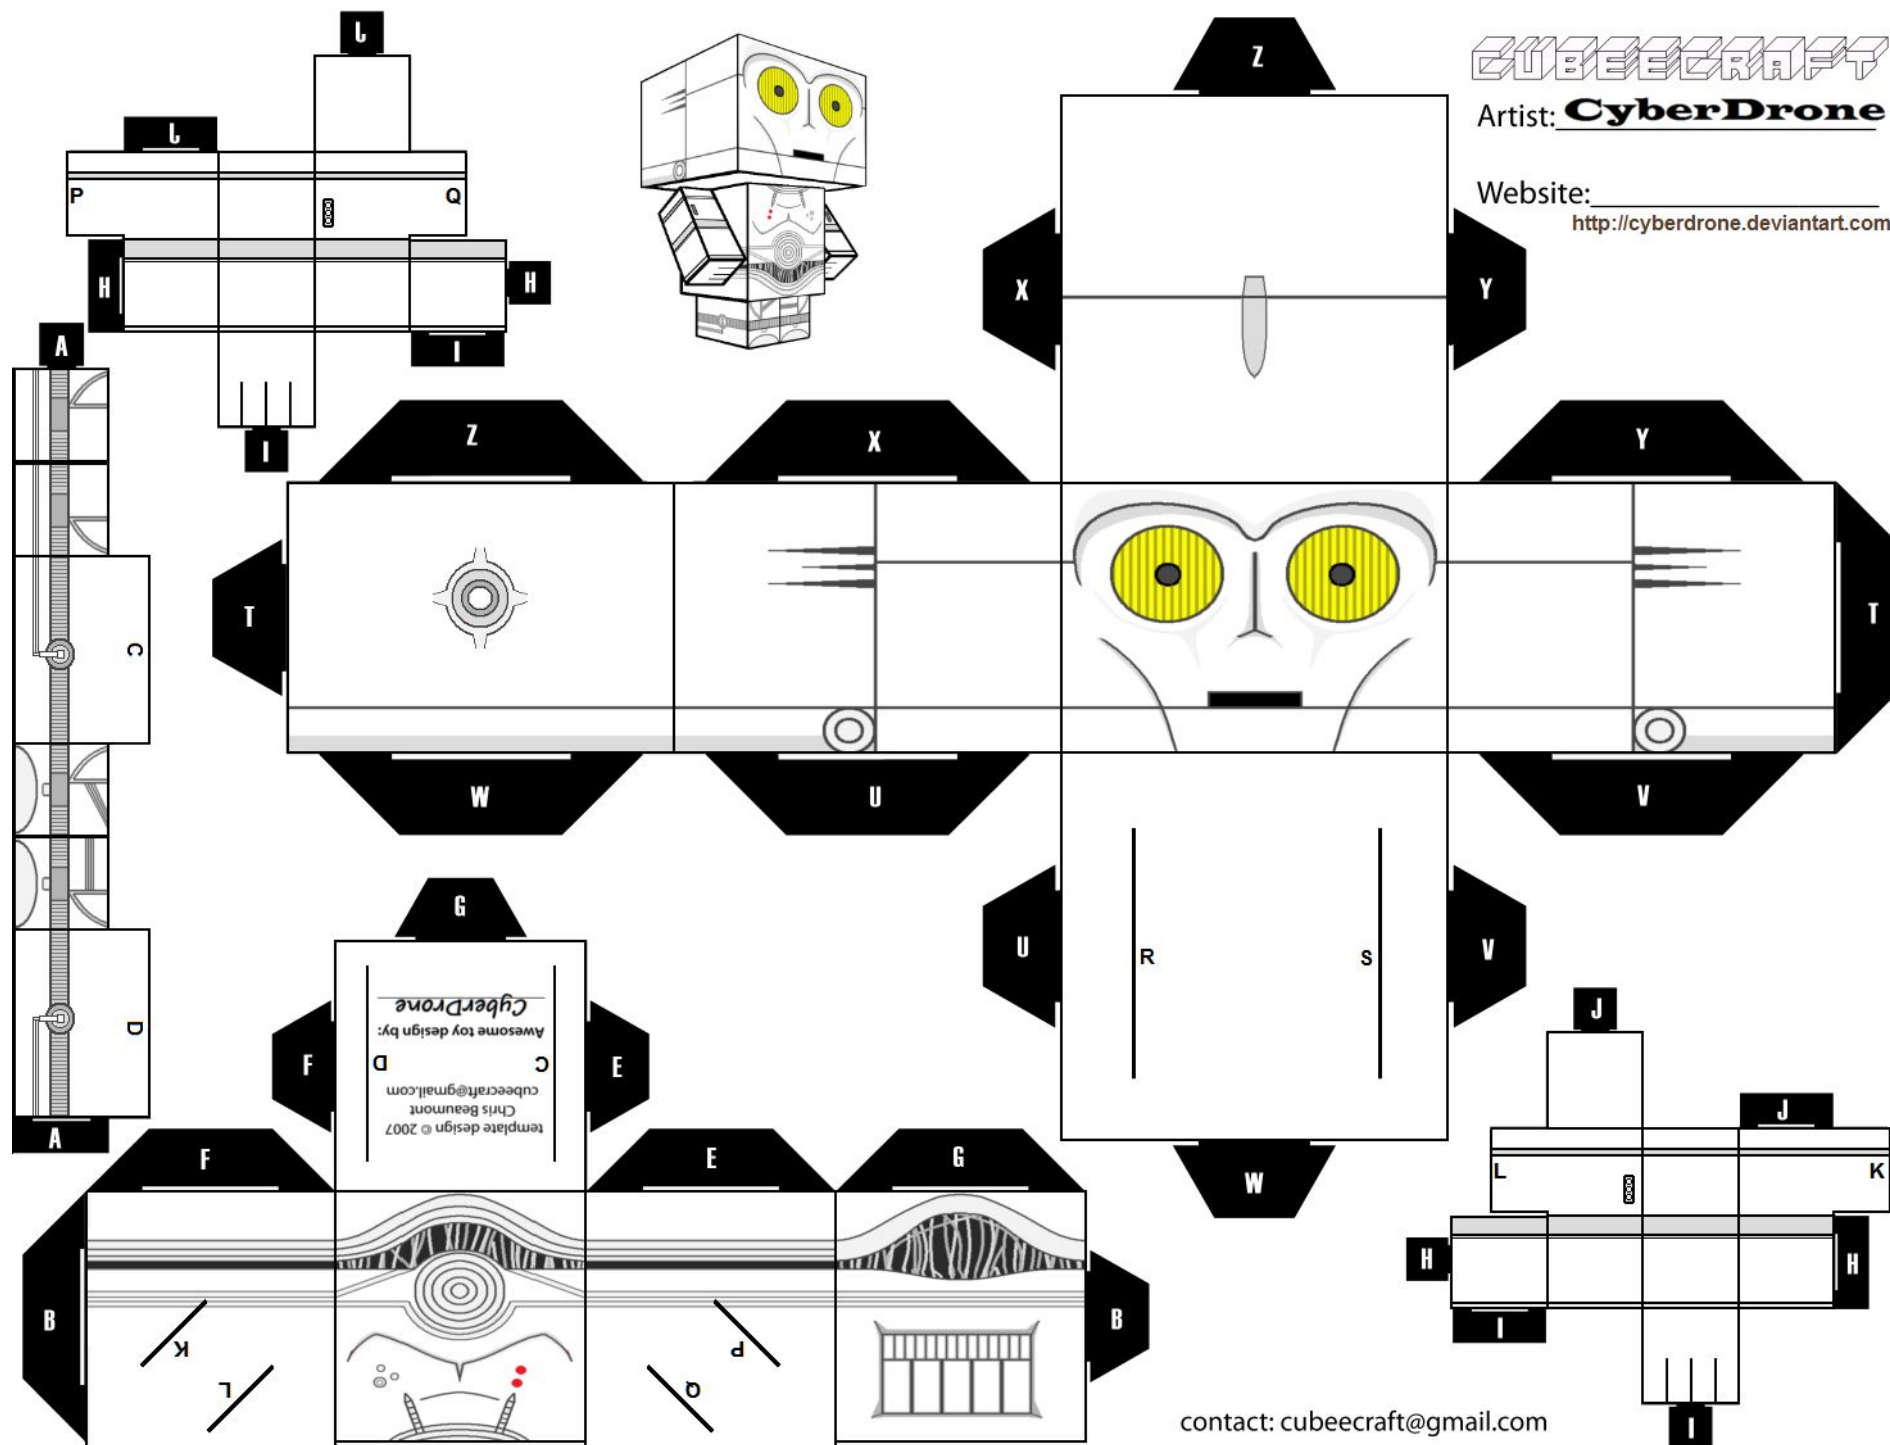 J
Z
CUBEECRAFT
Artist: CyberDrone
Website:
http://cyberdrone.deviantart.com
J
P
Q
H
H
I
I
X
Y
A
Z
X
Y
T
T
C
W
U
V
D
A
G
CyberDrone
Awesome toy design by:
F
D
C
E
cubeecraft@gmail.com
Chris Beaumont
template design © 2007
U
R
S
V
W
J
J
L
K
H
H
I
I
F
E
G
B
K
L
P
Q
B
contact: cubeecraft@gmail.com